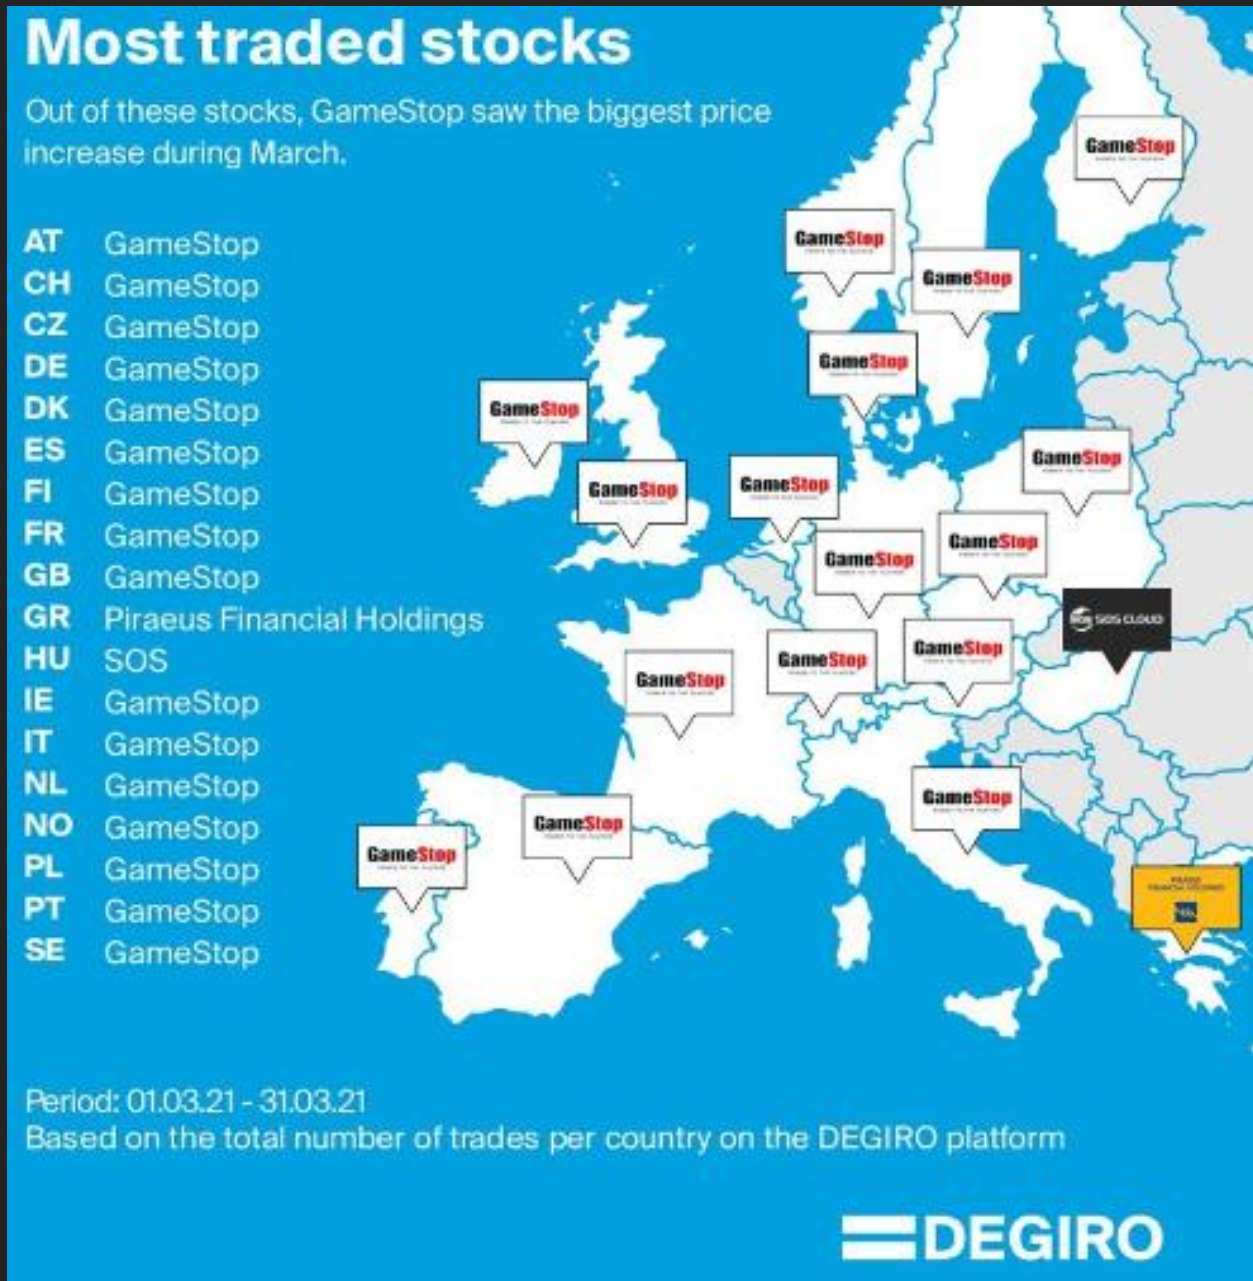 Most traded stocks
Out of these stocks, GameStop saw the biggest price
increase during March.
AT GameStop
CH GameStop
CZ GameStop
DE GameStop
DK GameStop
ES GameStop
FI GameStop
FR GameStop
GB GameStop
GR Piraeus Financial Holdings
HU SOS
IE GameStop
IT GameStop
NL GameStop
NO GameStop
PL GameStop
PT GameStop
SE GameStop
GameStop
GameStop
GameStop
GameStop
GameStop
GameStop
GameStop
GameStop
GameStop
GameStop
SOS CLOUD
GameStop
GameStop
GameStop
GameStop
GameStop
GameStop
Period: 01.03.21 - 31.03.21
Based on the total number of trades per country on the DEGIRO platform
DEGIRO